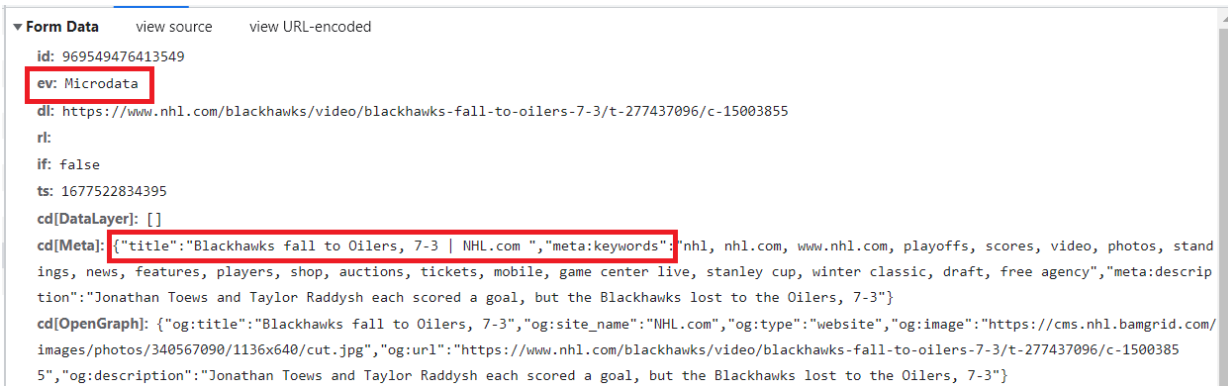 ▼ Form Data view source view URL-encoded
id: 969549476413549
ev: Microdata
dl: https://www.nhl.com/blackhawks/video/blackhawks-fall-to-oilers-7-3/t-277437096/c-15003855
rl:
if: false
ts: 1677522834395
cd[DataLayer]: []
cd[Meta]: {"title":"Blackhawks fall to Oilers, 7-3 | NHL.com ","meta:keywords":"nhl, nhl.com, www.nhl.com, playoffs, scores, video, photos, stand
ings, news, features, players, shop, auctions, tickets, mobile, game center live, stanley cup, winter classic, draft, free agency","meta:descrip
tion":"Jonathan Toews and Taylor Raddysh each scored a goal, but the Blackhawks lost to the Oilers, 7-3"}
cd[OpenGraph]: {"og:title":"Blackhawks fall to Oilers, 7-3","og:site_name":"NHL.com","og:type":"website","og:image":"https://cms.nhl.bamgrid.com/
images/photos/340567090/1136x640/cut.jpg","og:url":"https://www.nhl.com/blackhawks/video/blackhawks-fall-to-oilers-7-3/t-277437096/c-1500385
5","og:description":"Jonathan Toews and Taylor Raddysh each scored a goal, but the Blackhawks lost to the Oilers, 7-3"}